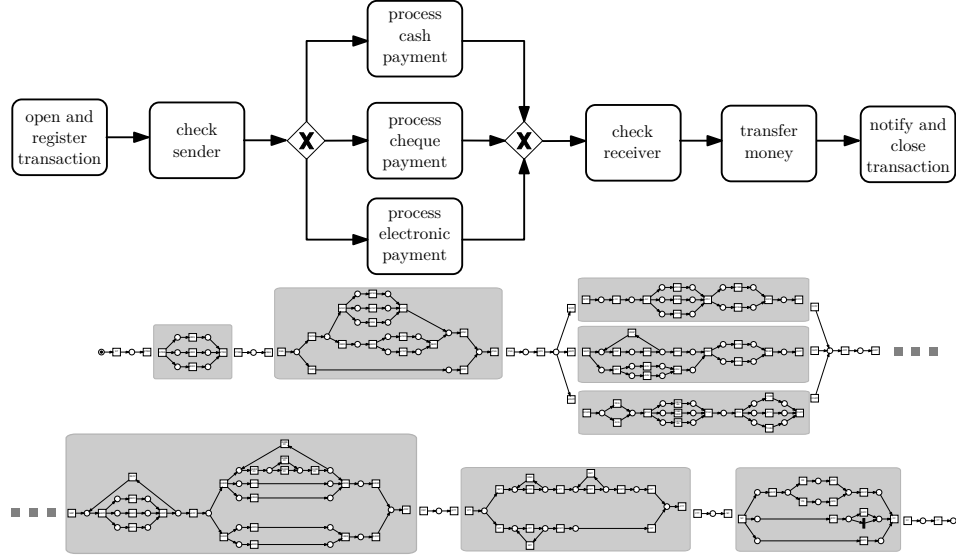 process
cash
payment
open and
register
transaction
check
sender
X
process
cheque
payment
X
check
receiver
transfer
money
notify and
close
transaction
process
electronic
payment